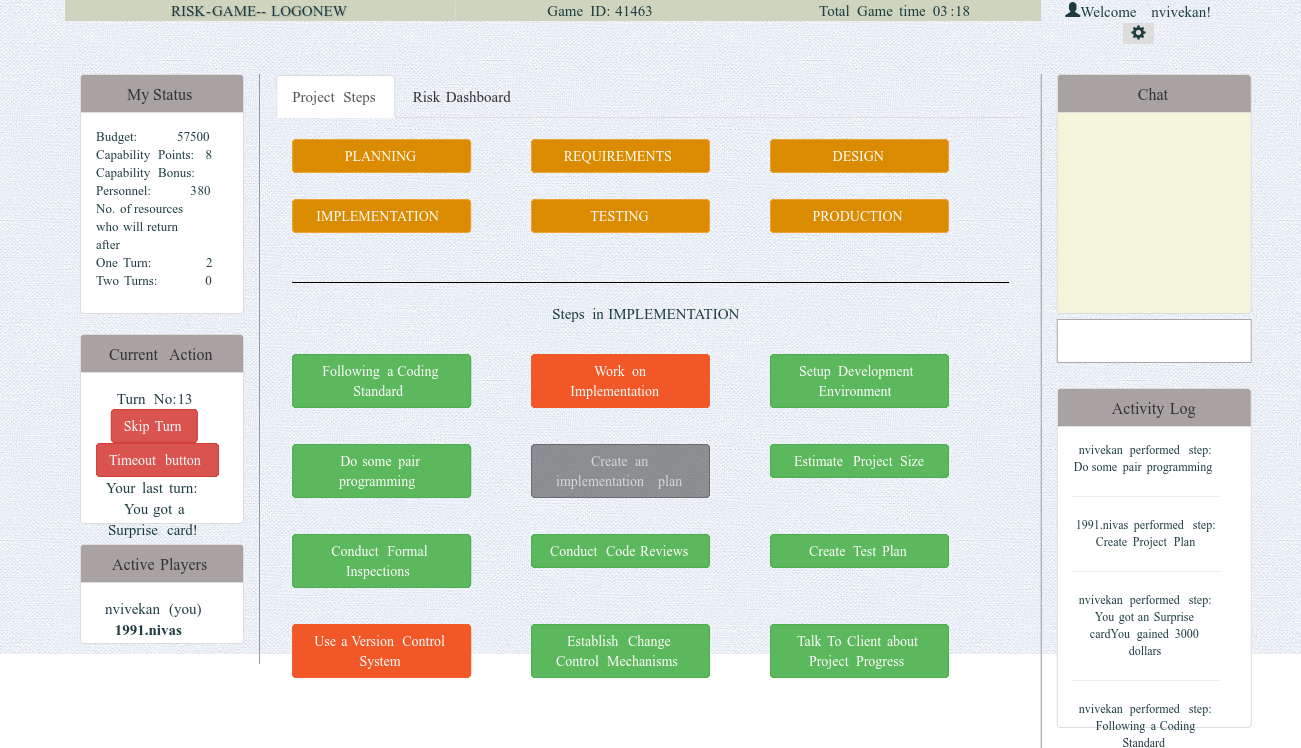 RISK-GAME-- LOGONEW
Game ID: 41463
Total Game time 03:18
Welcome nvivekan!
My Status
Budget: 57500
Capability Points: 8
Capability Bonus:
Personnel: 380
No. of resources
who will return
after
One Turn: 2
Two Turns: 0
Current Action
Turn No:13
Skip Turn
Timeout button
Your last turn:
You got a
Surprise card!
Active Players
nvivekan (you)
1991.nivas
Project Steps
Risk Dashboard
PLANNING
REQUIREMENTS
DESIGN
IMPLEMENTATION
TESTING
PRODUCTION
Steps in IMPLEMENTATION
Following a Coding
Standard
Work on
Implementation
Setup Development
Environment
Do some pair
programming
Create an
implementation plan
Estimate Project Size
Conduct Formal
Inspections
Conduct Code Reviews
Create Test Plan
Use a Version Control
System
Establish Change
Control Mechanisms
Talk To Client about
Project Progress
Chat
Activity Log
nvivekan performed step:
Do some pair programming
1991.nivas performed step:
Create Project Plan
nvivekan performed step:
You got an Surprise
cardYou gained 3000
dollars
nvivekan performed step:
Following a Coding
Standard